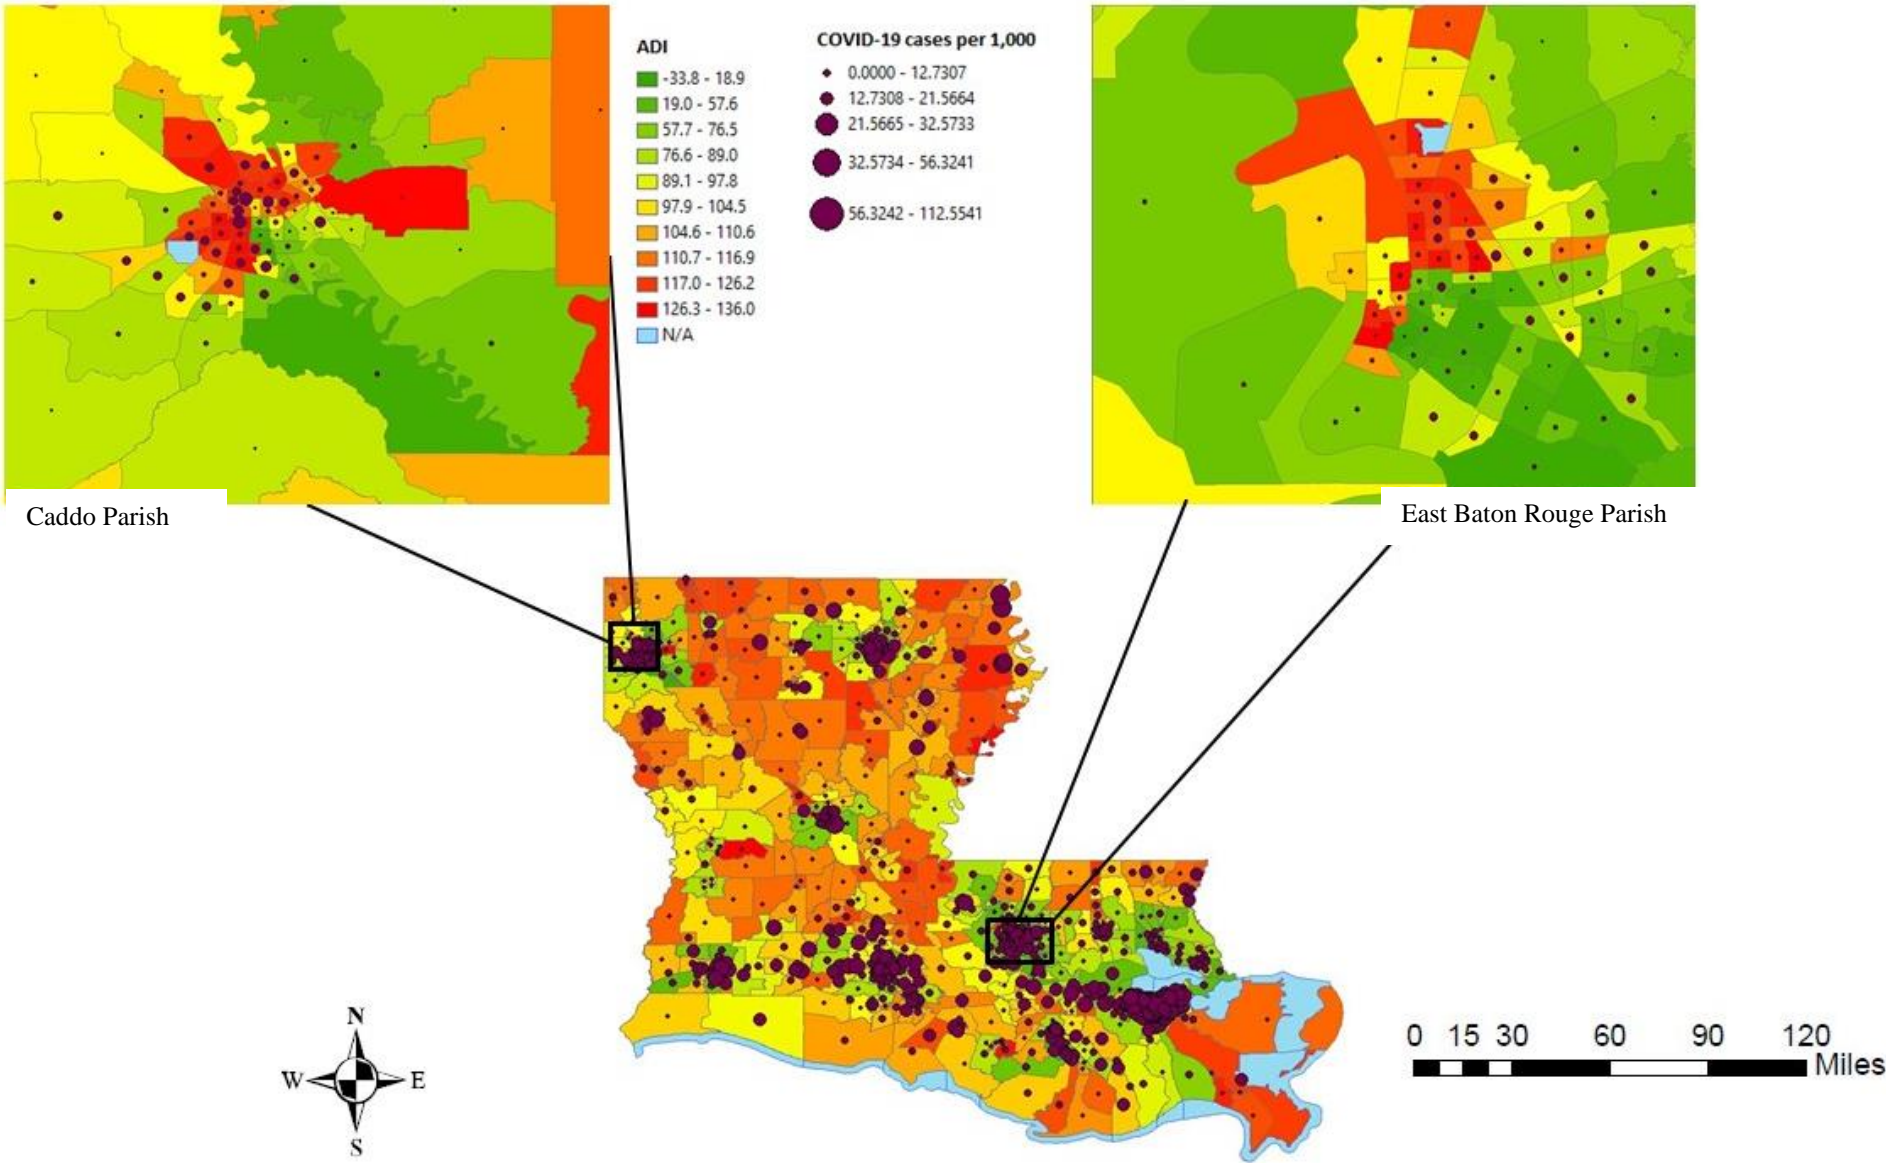 ADI
-33.8 - 18.9
19.0 - 57.6
57.7 - 76.5
76.6 - 89.0
89.1 - 97.8
97.9 - 104.5
104.6 - 110.6
110.7 - 116.9
117.0 - 126.2
126.3 - 136.0
N/A
COVID-19 cases per 1,000
0.0000 - 12.7307
12.7308 - 21.5664
21.5665 - 32.5733
32.5734 - 56.3241
56.3242 - 112.5541
Caddo Parish
East Baton Rouge Parish
N
W E
S
0 15 30 60 90 120
Miles